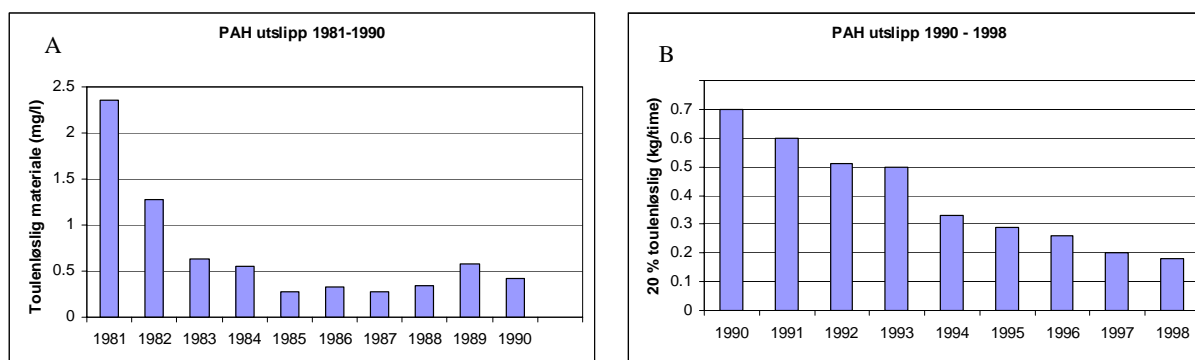 A
PAH utslipp 1981-1990
Toulenløslig materiale (mg/l)
2.5
2
1.5
1
0.5
0
1981 1982 1983 1984 1985 1986 1987 1988 1989 1990
B
PAH utslipp 1990 - 1998
20 % toulenløslig (kg/time)
0.7
0.6
0.5
0.4
0.3
0.2
0.1
0
1990 1991 1992 1993 1994 1995 1996 1997 1998